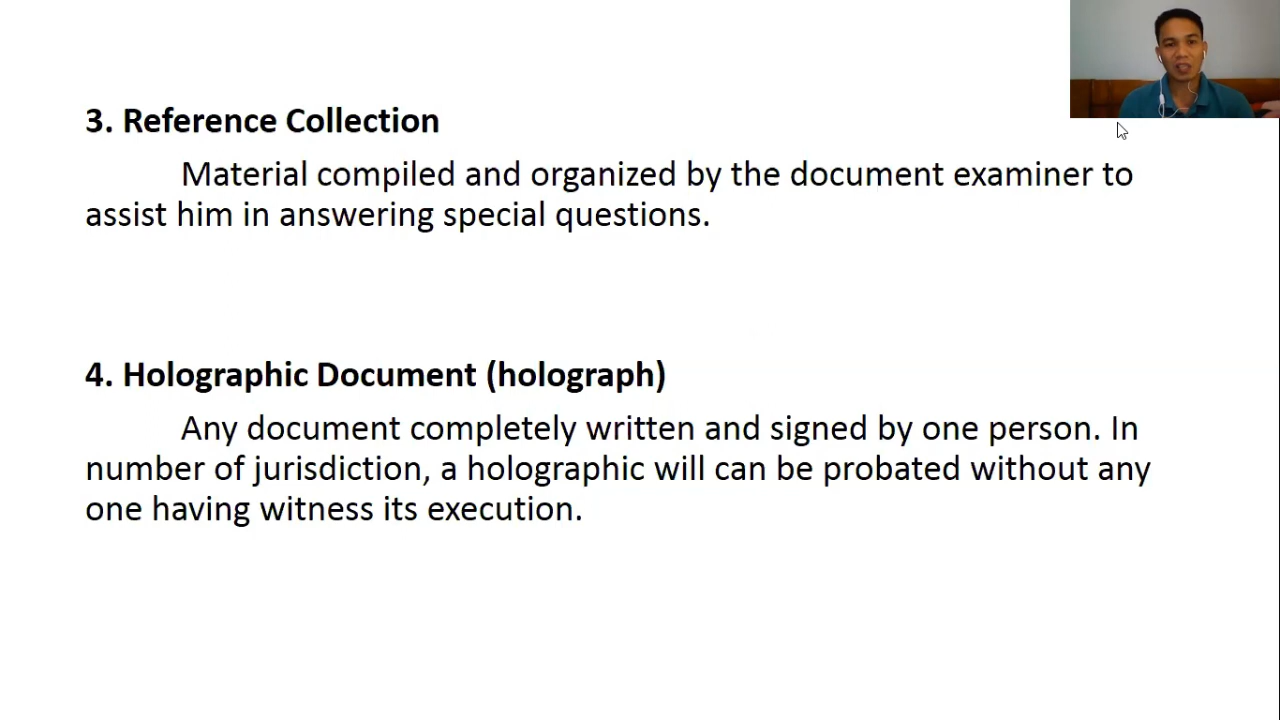 3. Reference Collection
Material compiled and organized by the document examiner to
assist him in answering special questions.
4. Holographic Document (holograph)
Any document completely written and signed by one person. In
number of jurisdiction, a holographic will can be probated without any
one having witness its execution.